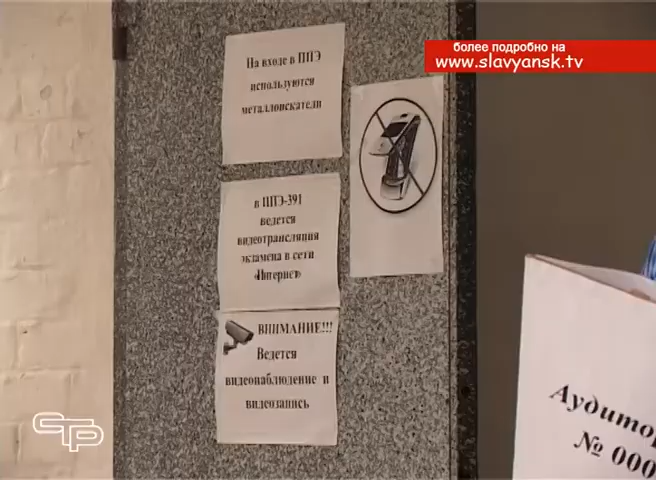 более подробно на
www.slavyansk.tv
На входе в ППЭ
используются
металлоискатели
в ППЭ-391
ведется
видеотрансляция
экзамена в сети
«Интернет»
ВНИМАНИЕ!!!
Ведется
видеонаблюдение и
видеозапись
Аудито
№ 000
СТР